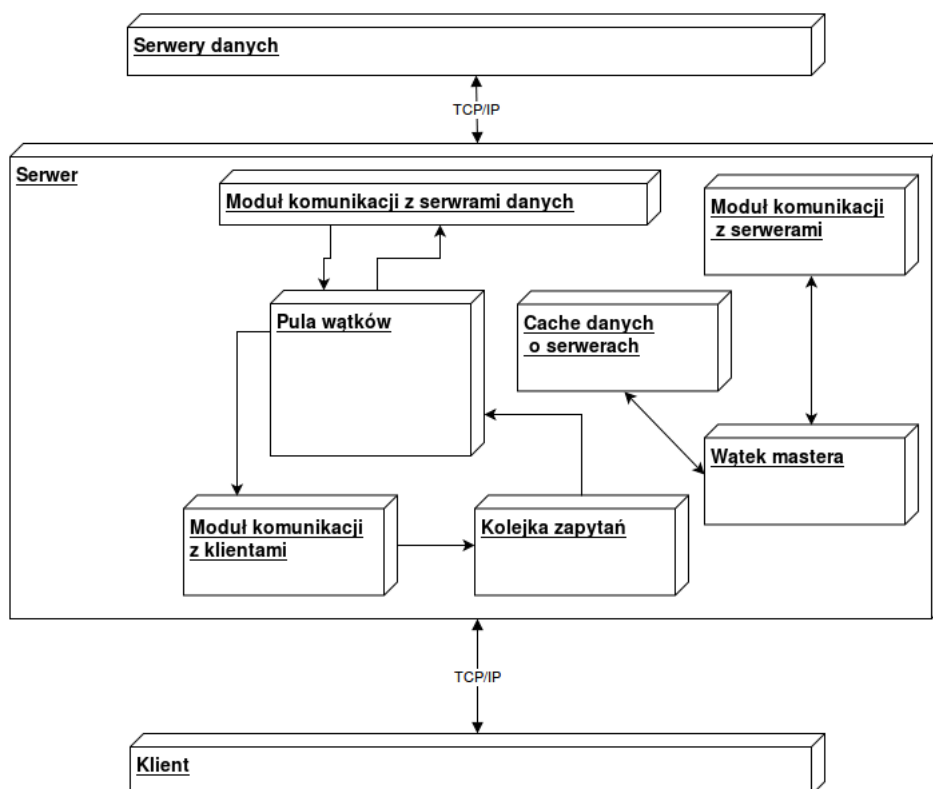 Serwery danych
TCP/IP
Serwer
Moduł komunikacji z serwrami danych
Moduł komunikacji
z serwerami
Pula wątków
Cache danych
o serwerach
Wątek mastera
Moduł komunikacji
z klientami
Kolejka zapytań
TCP/IP
Klient